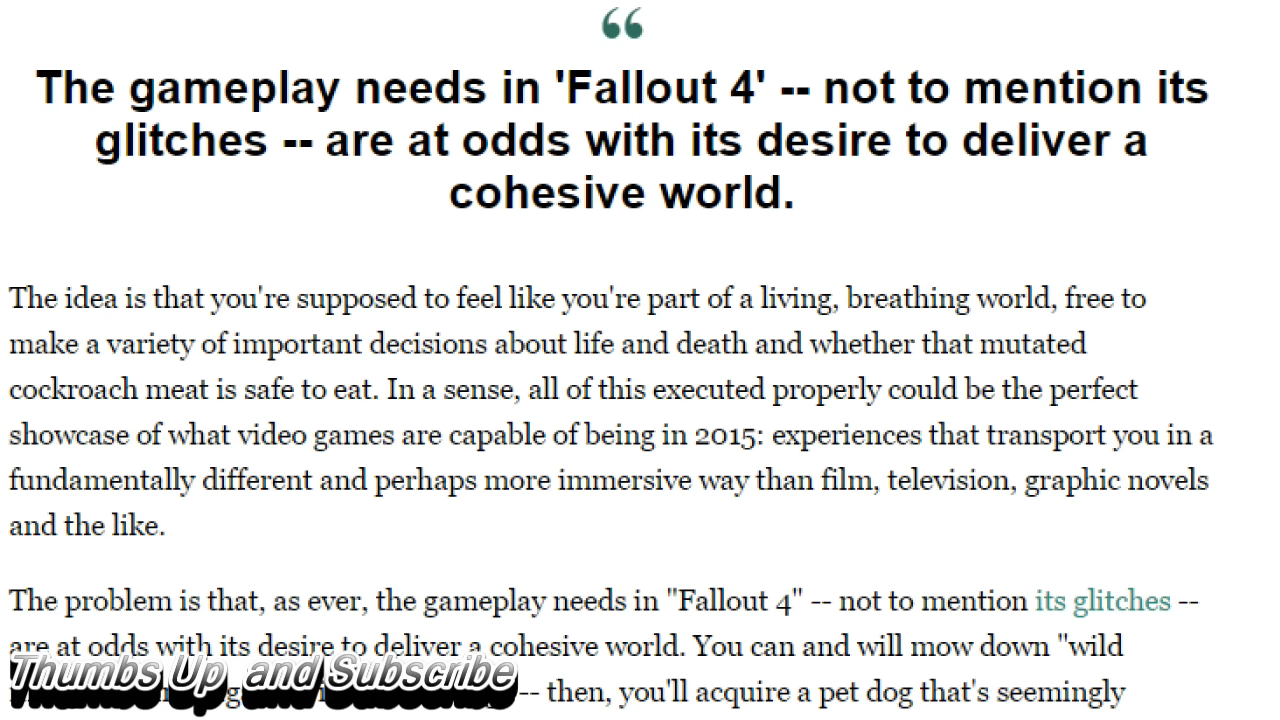 “
The gameplay needs in 'Fallout 4' -- not to mention its
glitches -- are at odds with its desire to deliver a
cohesive world.
The idea is that you're supposed to feel like you're part of a living, breathing world, free to
make a variety of important decisions about life and death and whether that mutated
cockroach meat is safe to eat. In a sense, all of this executed properly could be the perfect
showcase of what video games are capable of being in 2015: experiences that transport you in a
fundamentally different and perhaps more immersive way than film, television, graphic novels
and the like.
The problem is that, as ever, the gameplay needs in "Fallout 4" -- not to mention its glitches --
are at odds with its desire to deliver a cohesive world. You can and will mow down "wild
-- then, you'll acquire a pet dog that's seemingly
Thumbs Up and Subscribe